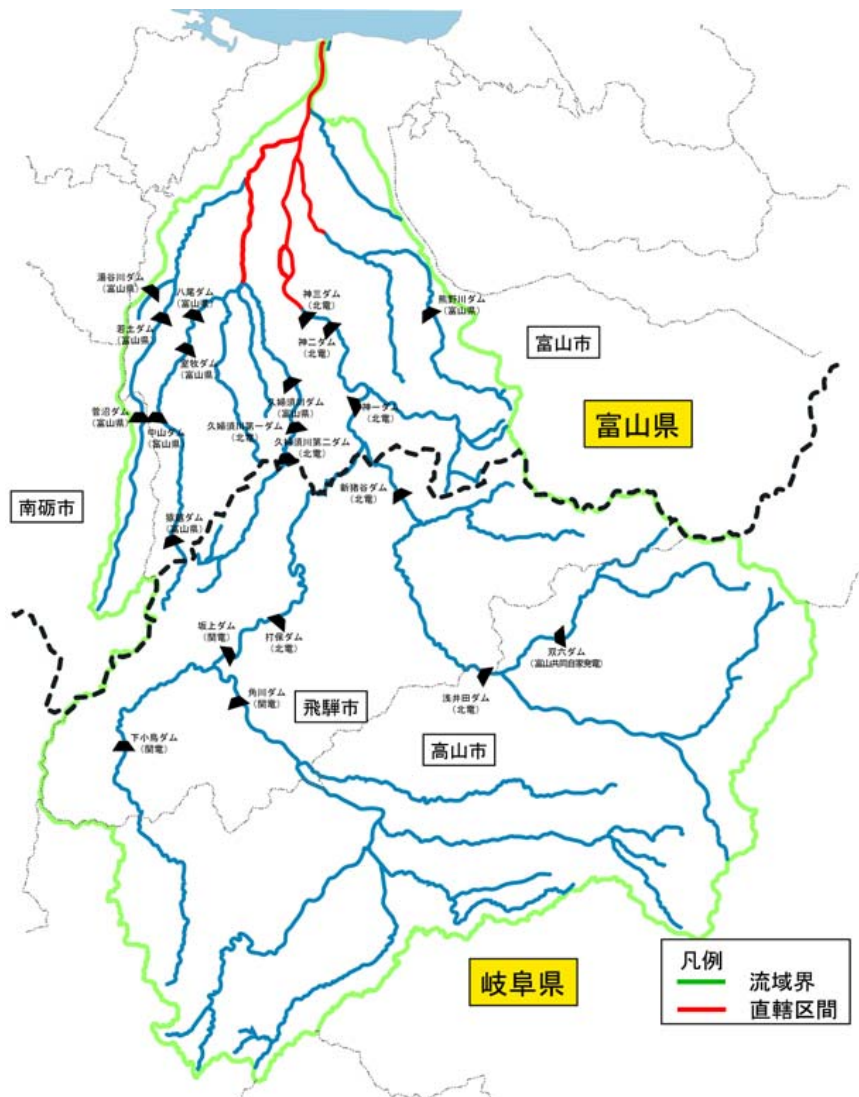 湯谷川ダム
(富山県)
八尾ダム
(富山県)
若土ダム
(富山県)
室牧ダム
(富山県)
神三ダム
(北電)
神二ダム
(北電)
熊野川ダム
(富山県)
富山市
富山県
菅沼ダム
(富山県)
中山ダム
(富山県)
久婦須川ダム
(富山県)
久婦須川第一ダム
(北電)
久婦須川第二ダム
(北電)
神一ダム
(北電)
新猪谷ダム
(北電)
南砺市
ダム
(富山県)
坂上ダム
(関電)
打保ダム
(北電)
双六ダム
(富山共同自家発電)
浅井田ダム
(北電)
角川ダム
(関電)
飛騨市
高山市
下小鳥ダム
(関電)
岐阜県
凡例
流域界
直轄区間